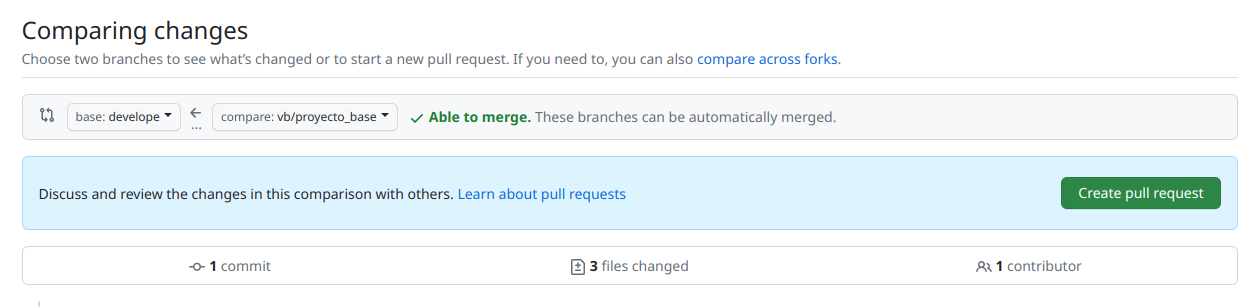 Comparing changes
Choose two branches to see what's changed or to start a new pull request. If you need to, you can also compare across forks.
base: develope ... compare: vb/proyecto_base Able to merge. These branches can be automatically merged.
Discuss and review the changes in this comparison with others. Learn about pull requests Create pull request
1 commit 3 files changed 1 contributor